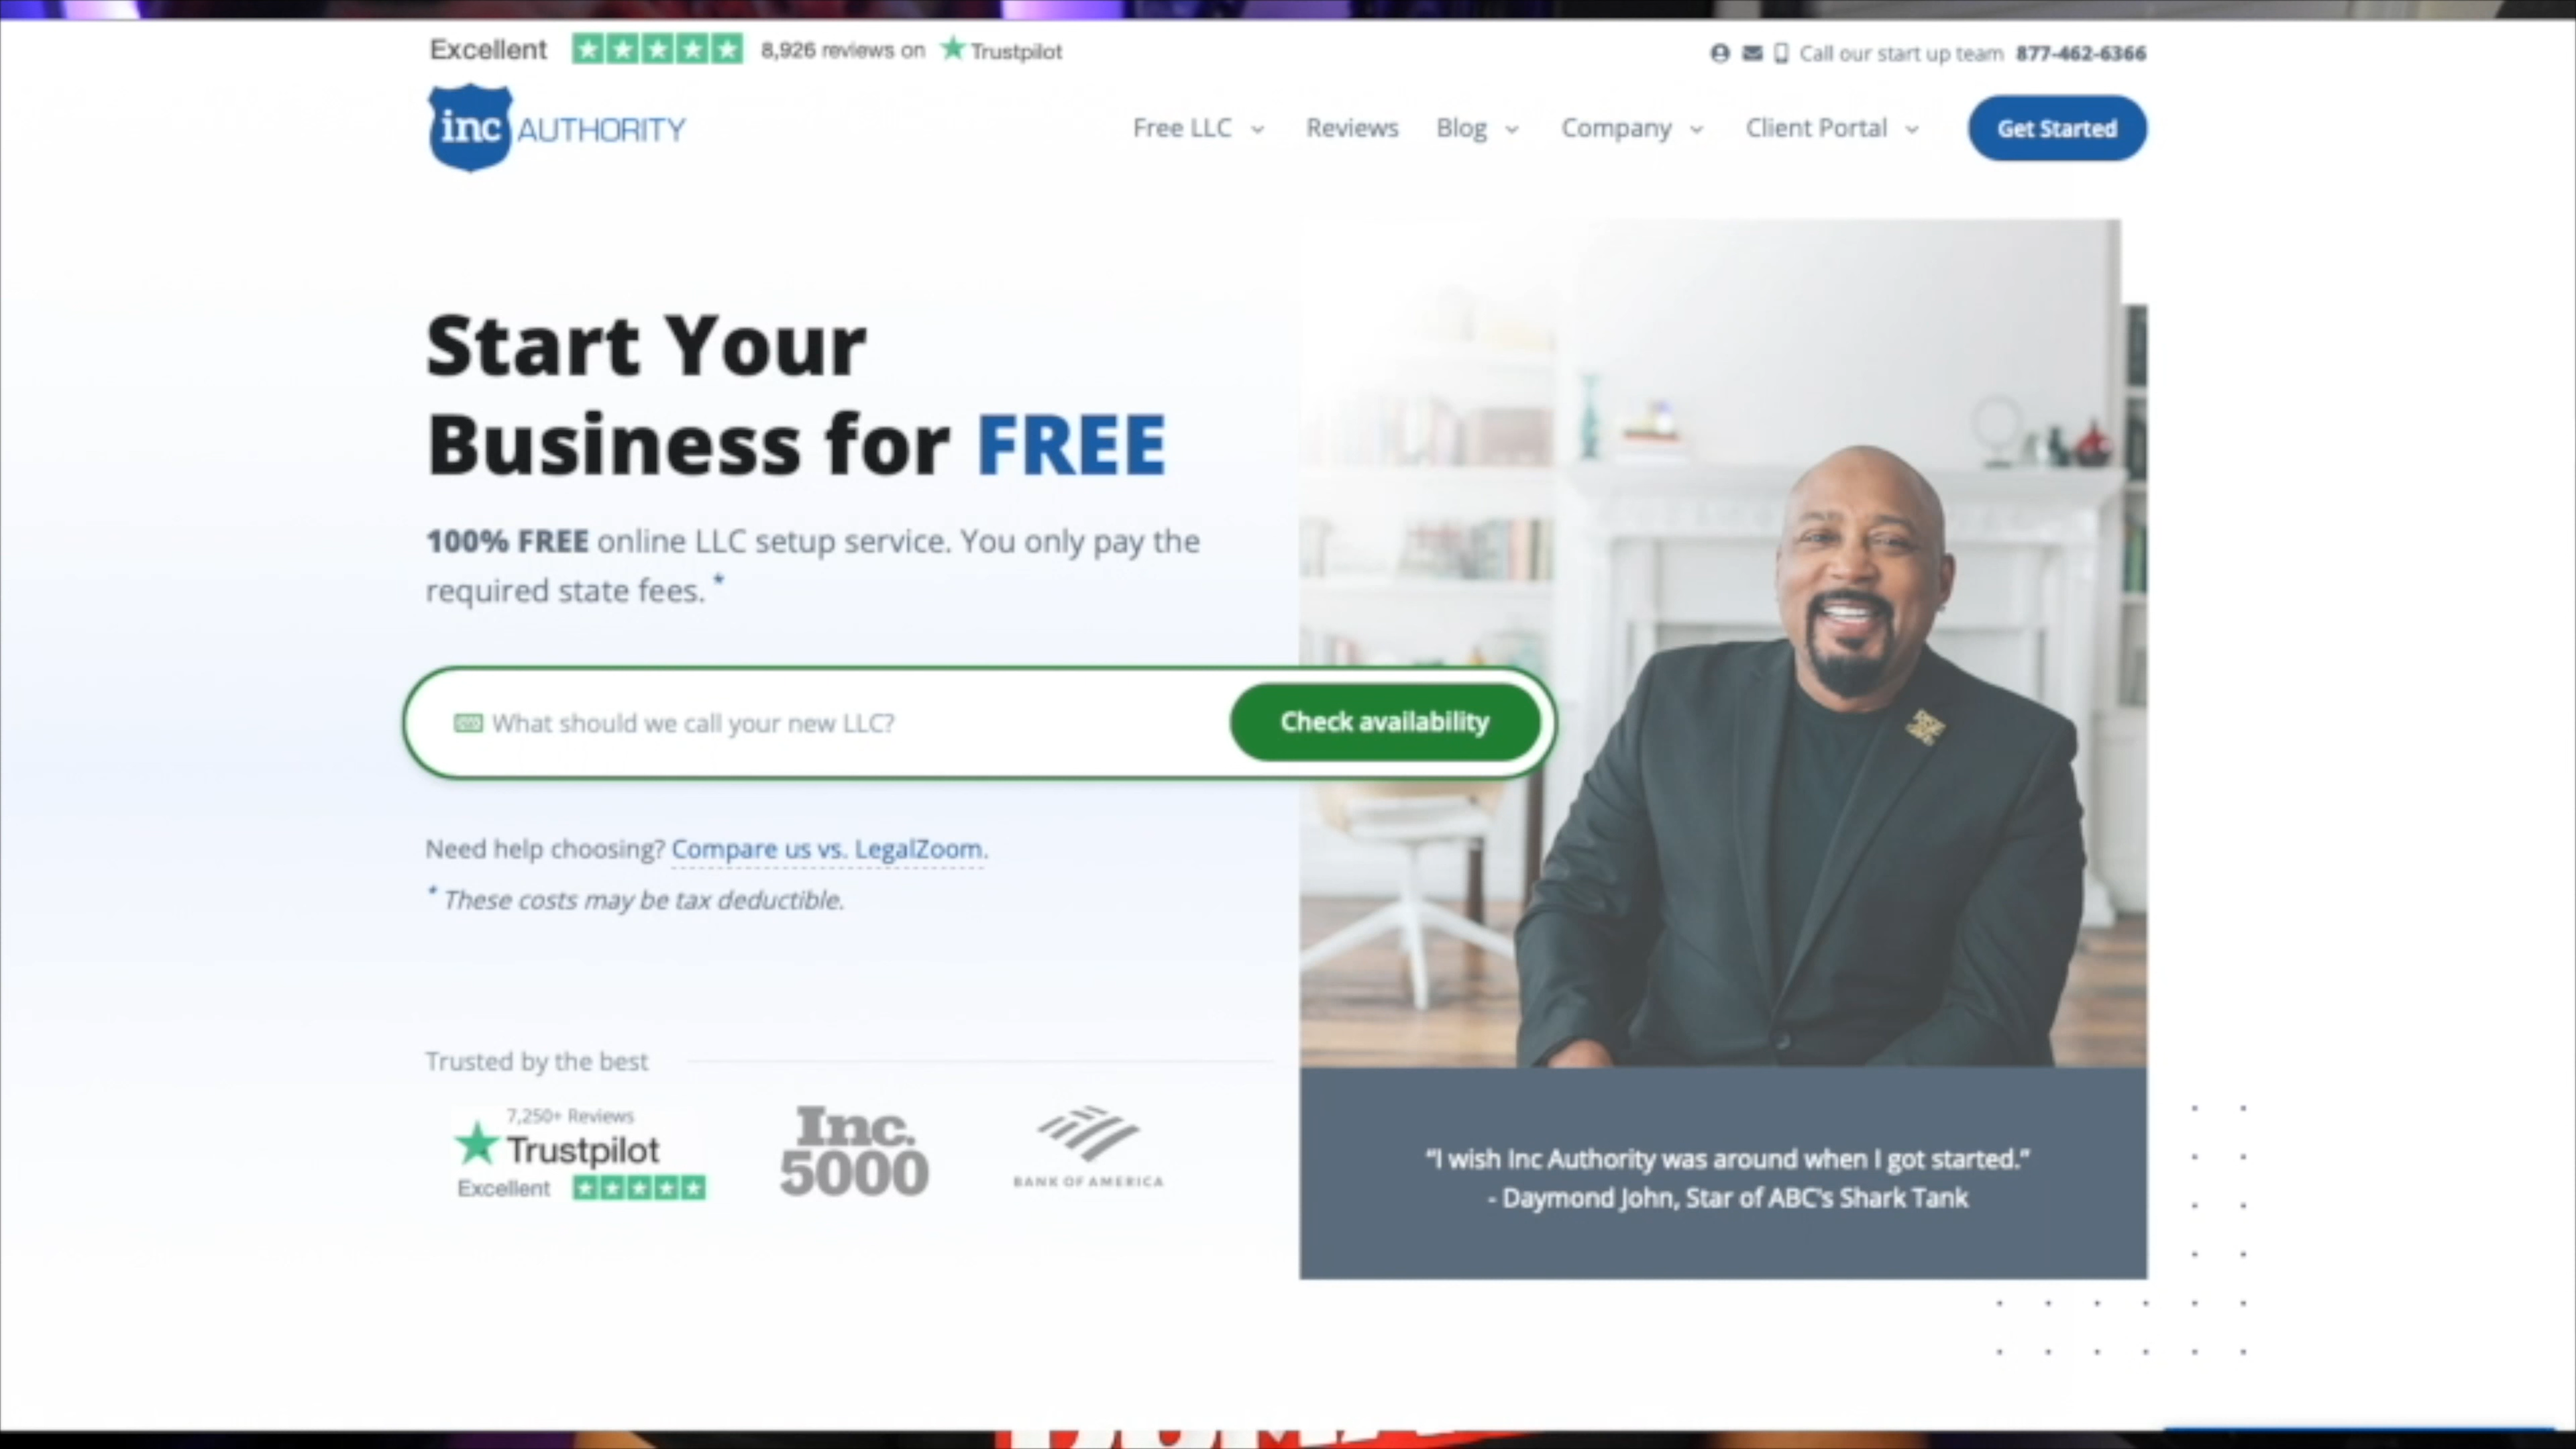 Excellent 8,926 reviews on Trustpilot
Call our start up team 877-462-6366
inc AUTHORITY
Free LLC Reviews Blog Company Client Portal Get Started
Start Your
Business for FREE
100% FREE online LLC setup service. You only pay the
required state fees. *
What should we call your new LLC? Check availability
Need help choosing? Compare us vs. LegalZoom.
* These costs may be tax deductible.
Trusted by the best
7,250+ Reviews
Trustpilot
Excellent
Inc.
5000
BANK OF AMERICA
“I wish Inc Authority was around when I got started.”
- Daymond John, Star of ABC's Shark Tank